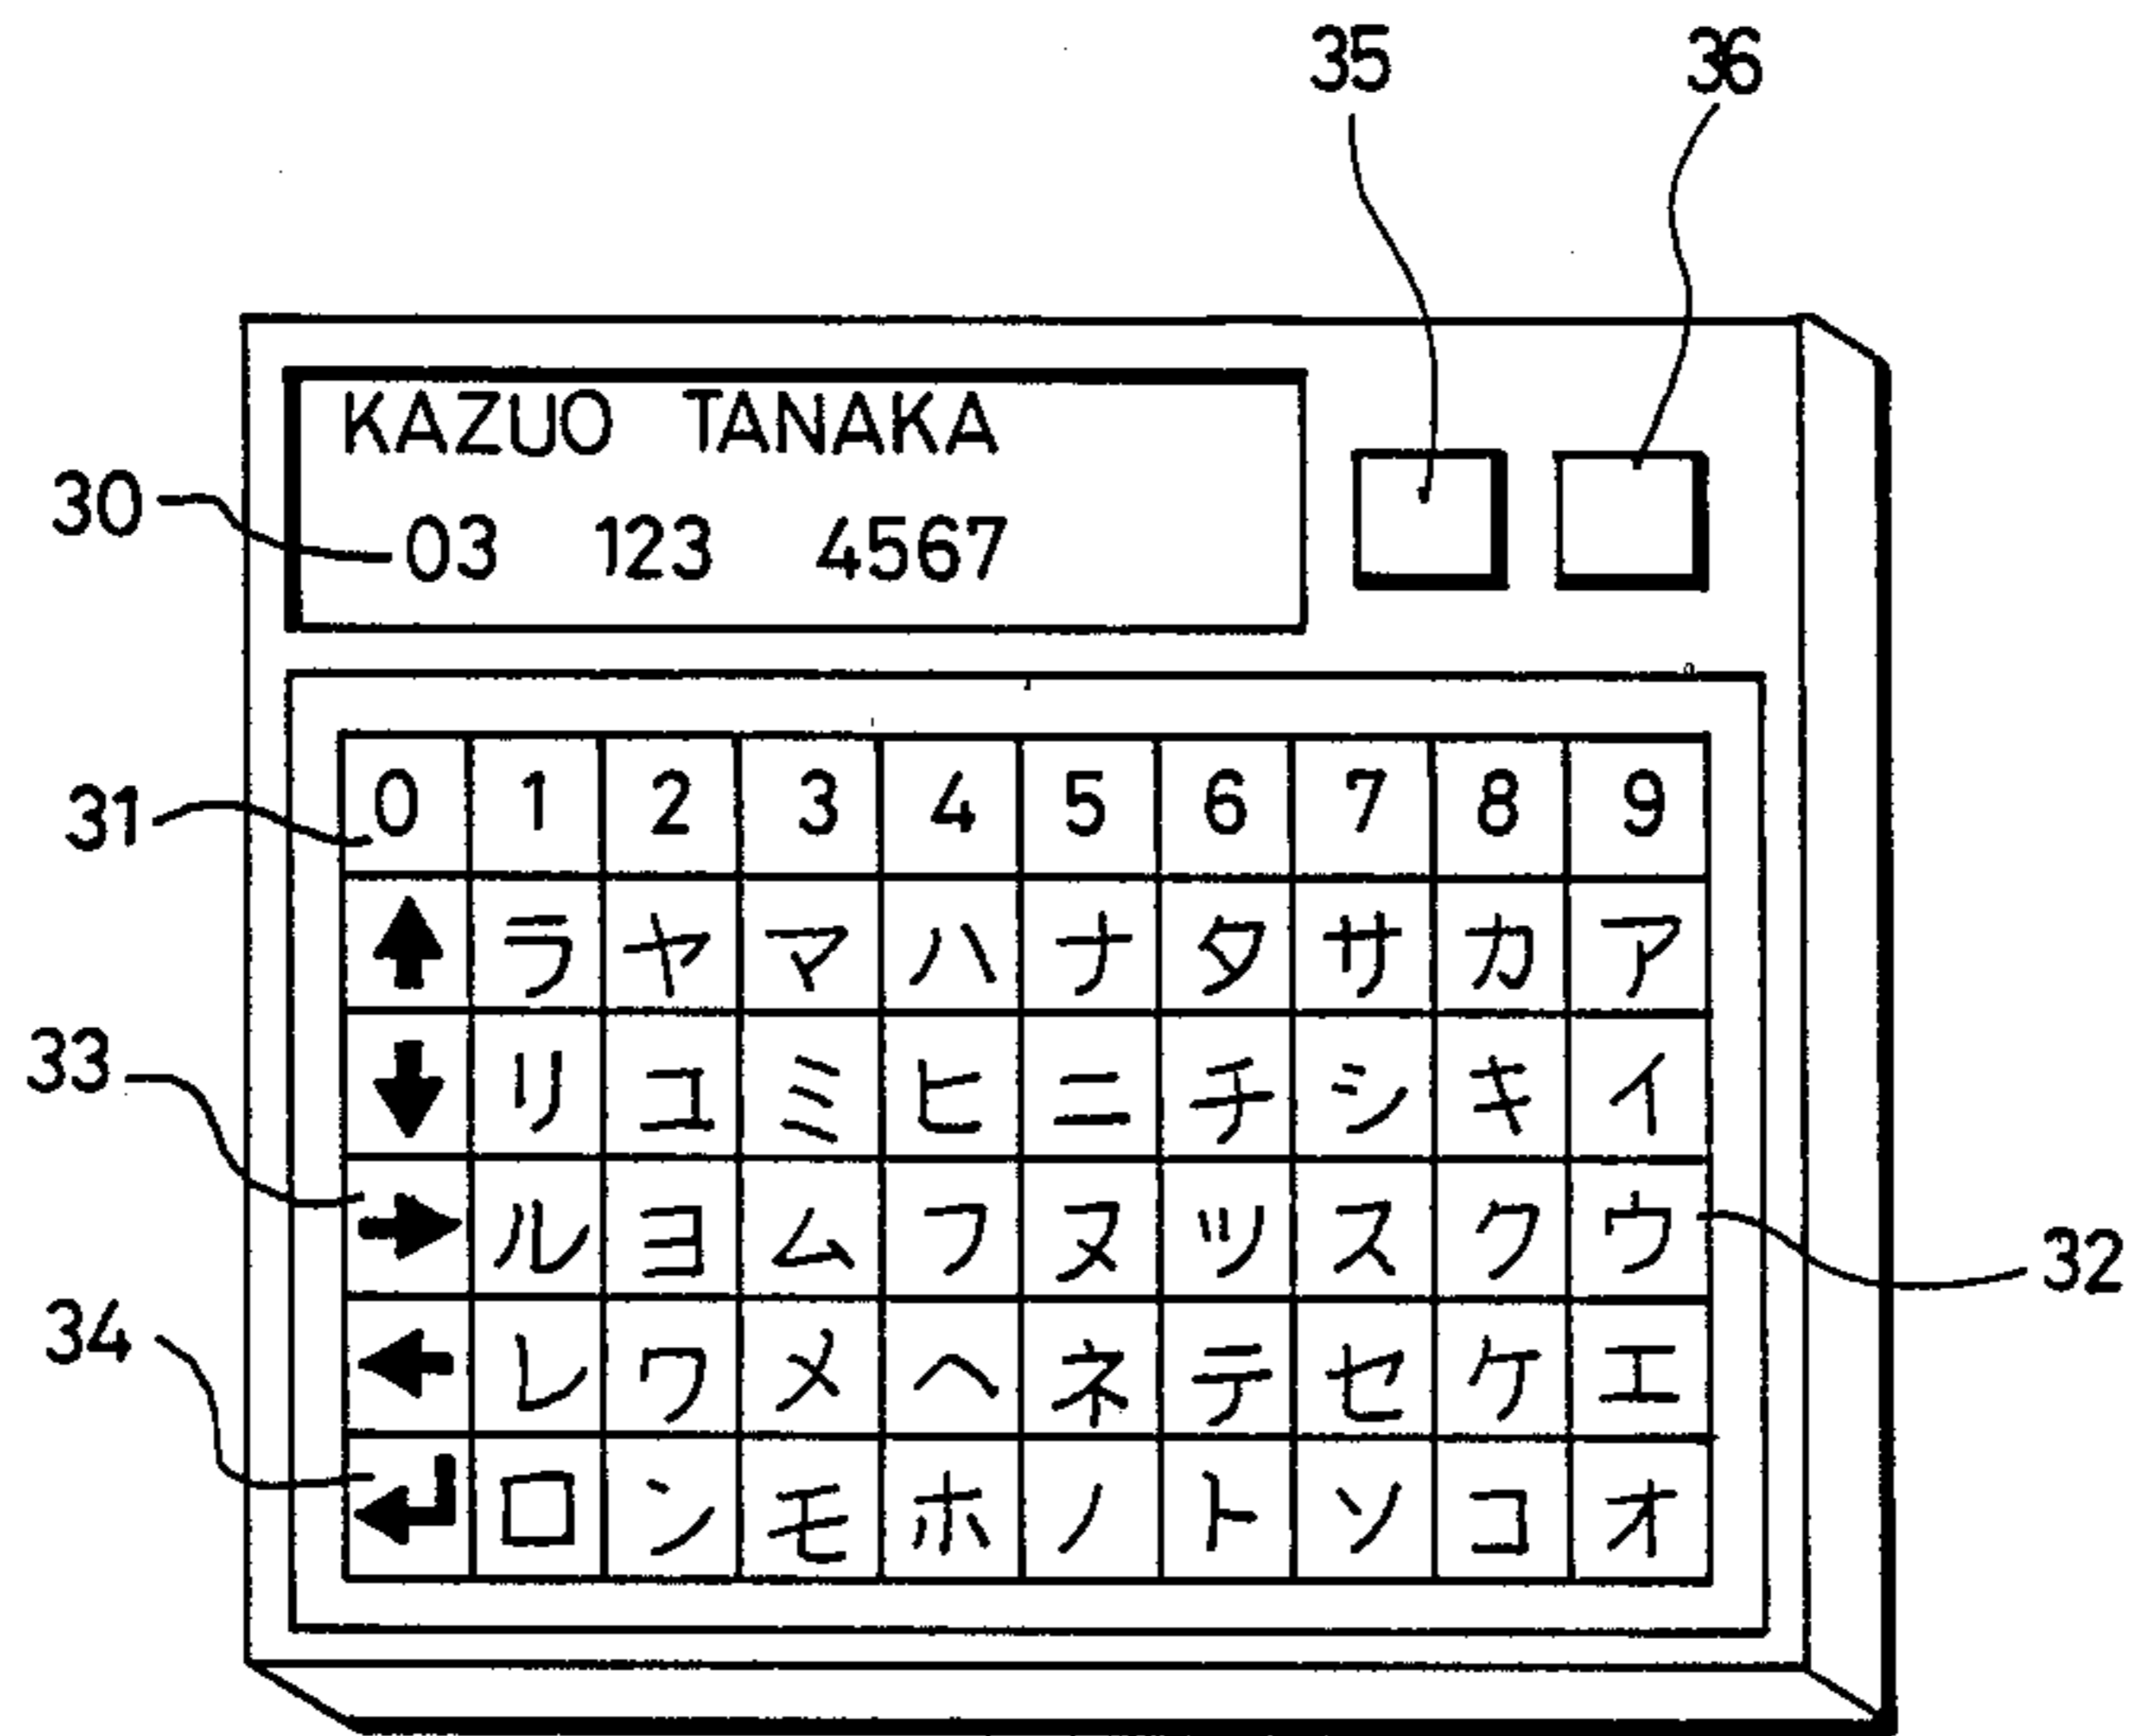 35 36
KAZUO TANAKA
30
03 123 4567
31
0 1 2 3 4 5 6 7 8 9
↑ ラ ヤ マ ハ ナ タ サ カ ア
33
↓ リ ユ ミ ヒ ニ チ シ キ イ
→ ル ヨ ム フ ヌ ツ ス ク ウ
32
34
← レ ワ メ ヘ ネ テ セ ケ エ
↵ ロ ン モ ホ ノ ト ソ コ オ